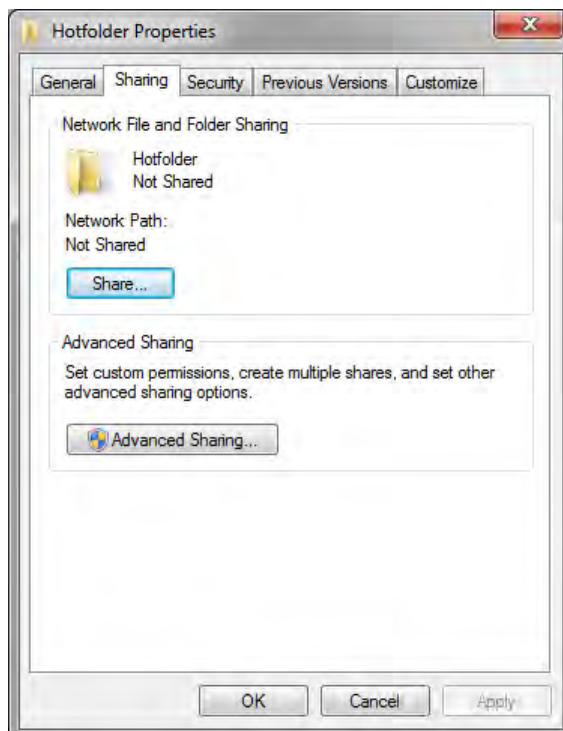 Hotfolder Properties
General Sharing Security Previous Versions Customize
Network File and Folder Sharing
Hotfolder
Not Shared
Network Path:
Not Shared
Share...
Advanced Sharing
Set custom permissions, create multiple shares, and set other
advanced sharing options.
Advanced Sharing...
OK Cancel Apply